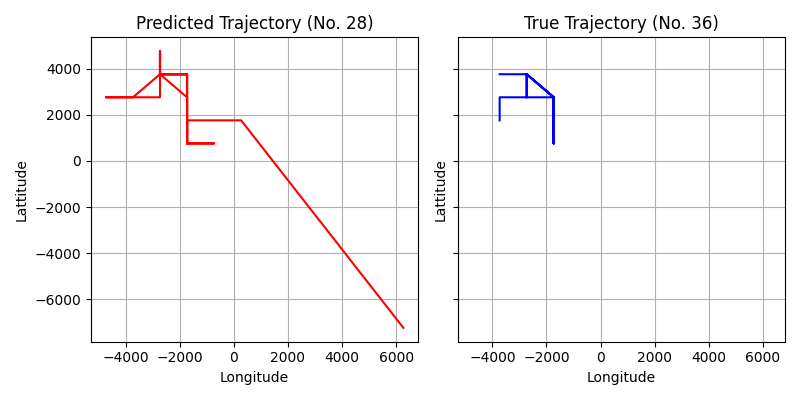 Predicted Trajectory (No. 28)
True Trajectory (No. 36)
4000
2000
0
−2000
−4000
−6000
Lattitude
Lattitude
−4000 −2000 0 2000 4000 6000
−4000 −2000 0 2000 4000 6000
Longitude
Longitude